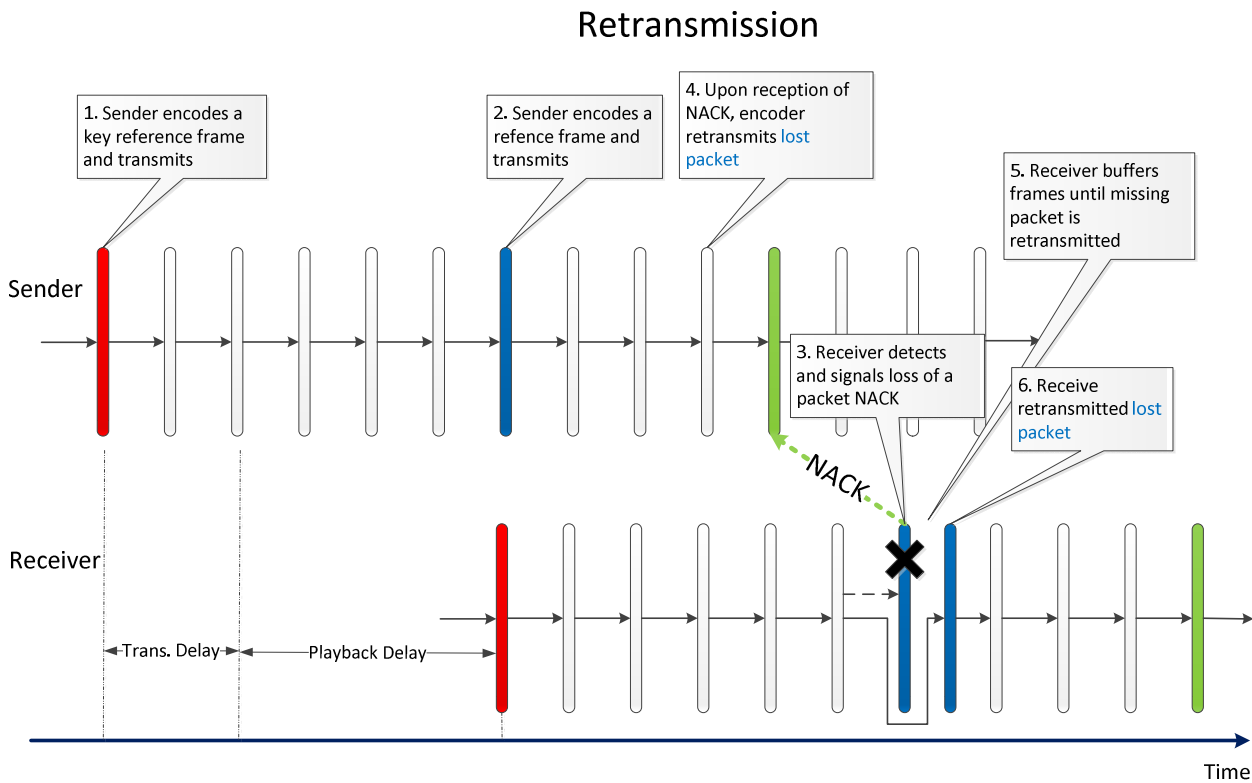 Retransmission
1. Sender encodes a
key reference frame
and transmits
2. Sender encodes a
refence frame and
transmits
4. Upon reception of
NACK, encoder
retransmits lost
packet
5. Receiver buffers
frames until missing
packet is
retransmitted
Sender
3. Receiver detects
and signals loss of a
packet NACK
6. Receive
retransmitted lost
packet
NACK
Receiver
Trans. Delay
Playback Delay
Time